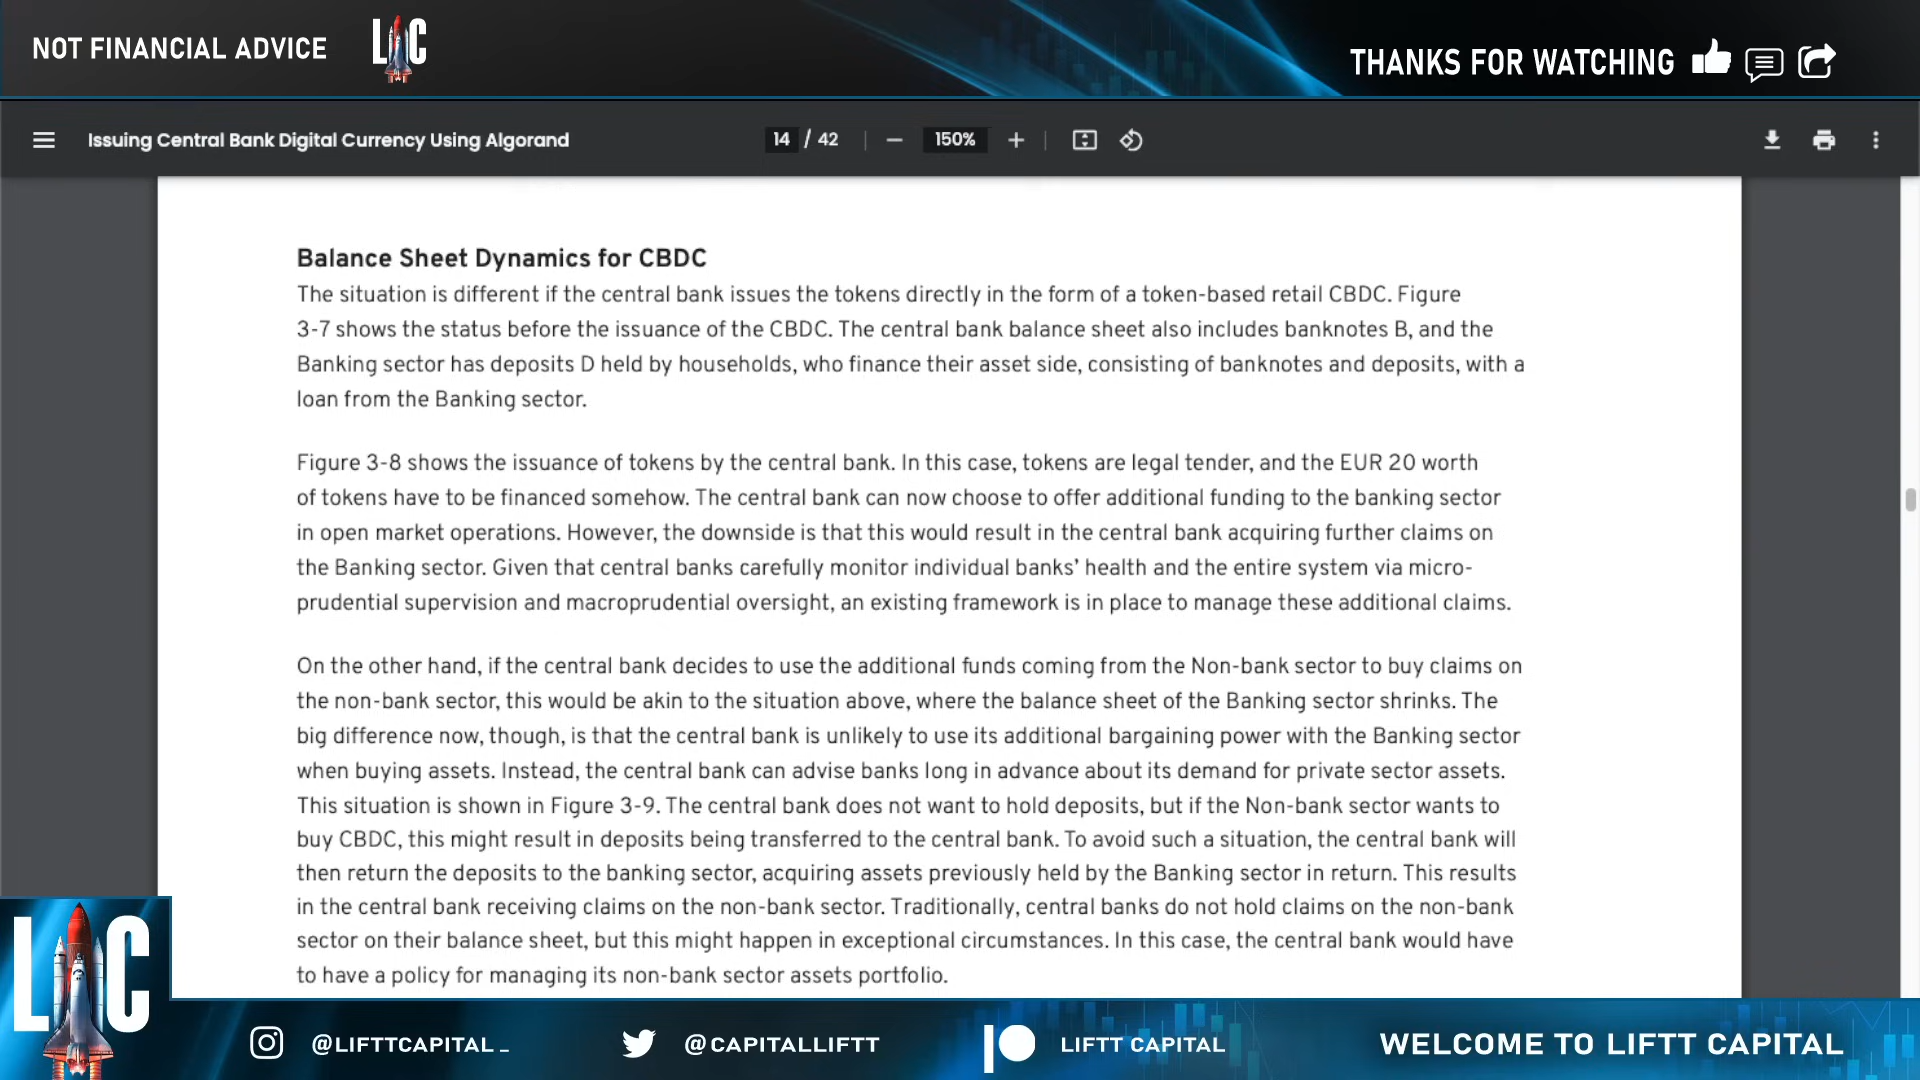 NOT FINANCIAL ADVICE
LC
THANKS FOR WATCHING
Issuing Central Bank Digital Currency Using Algorand
14 / 42
150%
Balance Sheet Dynamics for CBDC
The situation is different if the central bank issues the tokens directly in the form of a token-based retail CBDC. Figure
3-7 shows the status before the issuance of the CBDC. The central bank balance sheet also includes banknotes B, and the
Banking sector has deposits D held by households, who finance their asset side, consisting of banknotes and deposits, with a
loan from the Banking sector.
Figure 3-8 shows the issuance of tokens by the central bank. In this case, tokens are legal tender, and the EUR 20 worth
of tokens have to be financed somehow. The central bank can now choose to offer additional funding to the banking sector
in open market operations. However, the downside is that this would result in the central bank acquiring further claims on
the Banking sector. Given that central banks carefully monitor individual banks’ health and the entire system via micro-
prudential supervision and macroprudential oversight, an existing framework is in place to manage these additional claims.
On the other hand, if the central bank decides to use the additional funds coming from the Non-bank sector to buy claims on
the non-bank sector, this would be akin to the situation above, where the balance sheet of the Banking sector shrinks. The
big difference now, though, is that the central bank is unlikely to use its additional bargaining power with the Banking sector
when buying assets. Instead, the central bank can advise banks long in advance about its demand for private sector assets.
This situation is shown in Figure 3-9. The central bank does not want to hold deposits, but if the Non-bank sector wants to
buy CBDC, this might result in deposits being transferred to the central bank. To avoid such a situation, the central bank will
then return the deposits to the banking sector, acquiring assets previously held by the Banking sector in return. This results
in the central bank receiving claims on the non-bank sector. Traditionally, central banks do not hold claims on the non-bank
sector on their balance sheet, but this might happen in exceptional circumstances. In this case, the central bank would have
to have a policy for managing its non-bank sector assets portfolio.
LC
@LIFTTCAPITAL_
@CAPITALLIFTT
LIFTT CAPITAL
WELCOME TO LIFTT CAPITAL